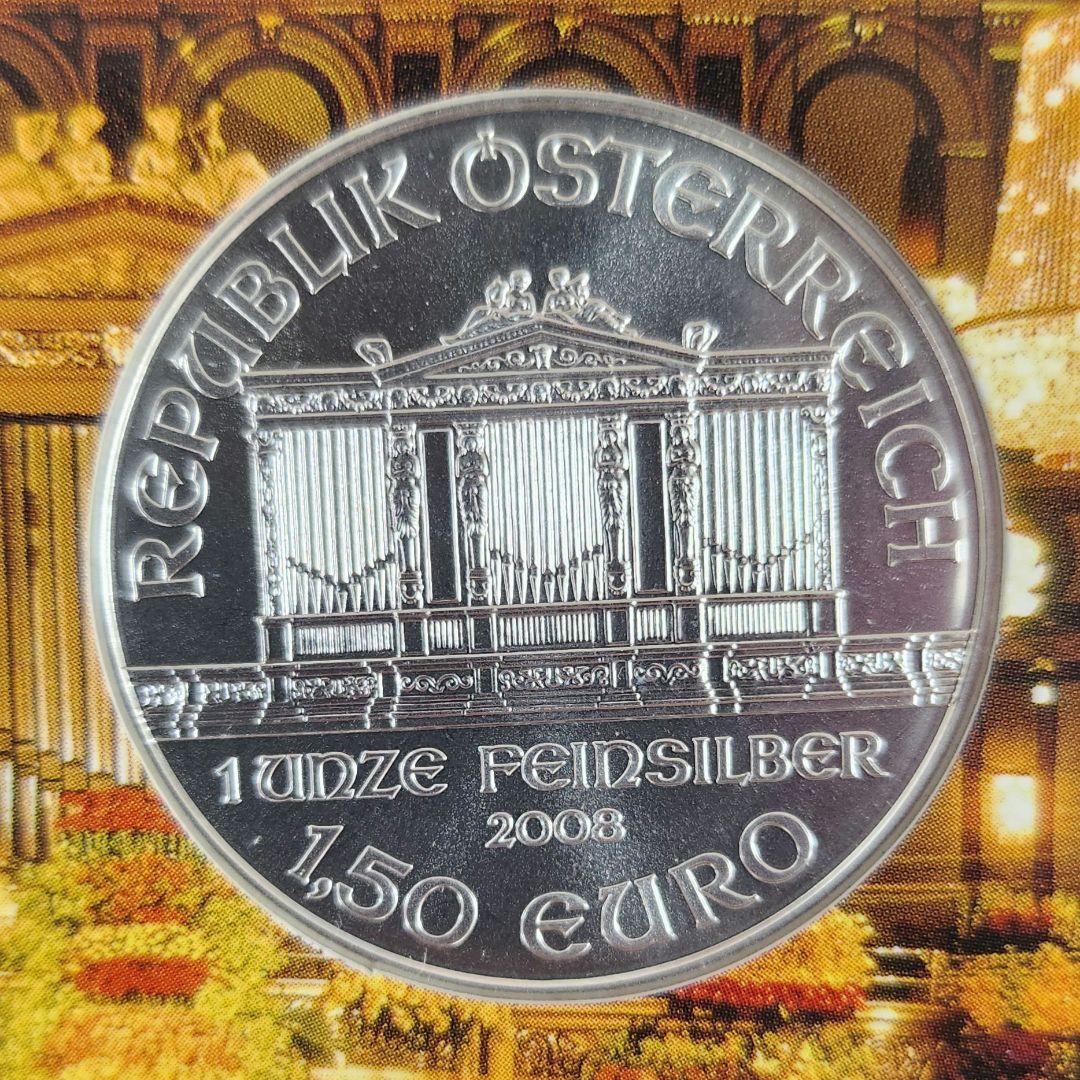 REPUBLIK ÖSTERREICH
1 UNZE FEINSILBER
2008
1,50 EURO